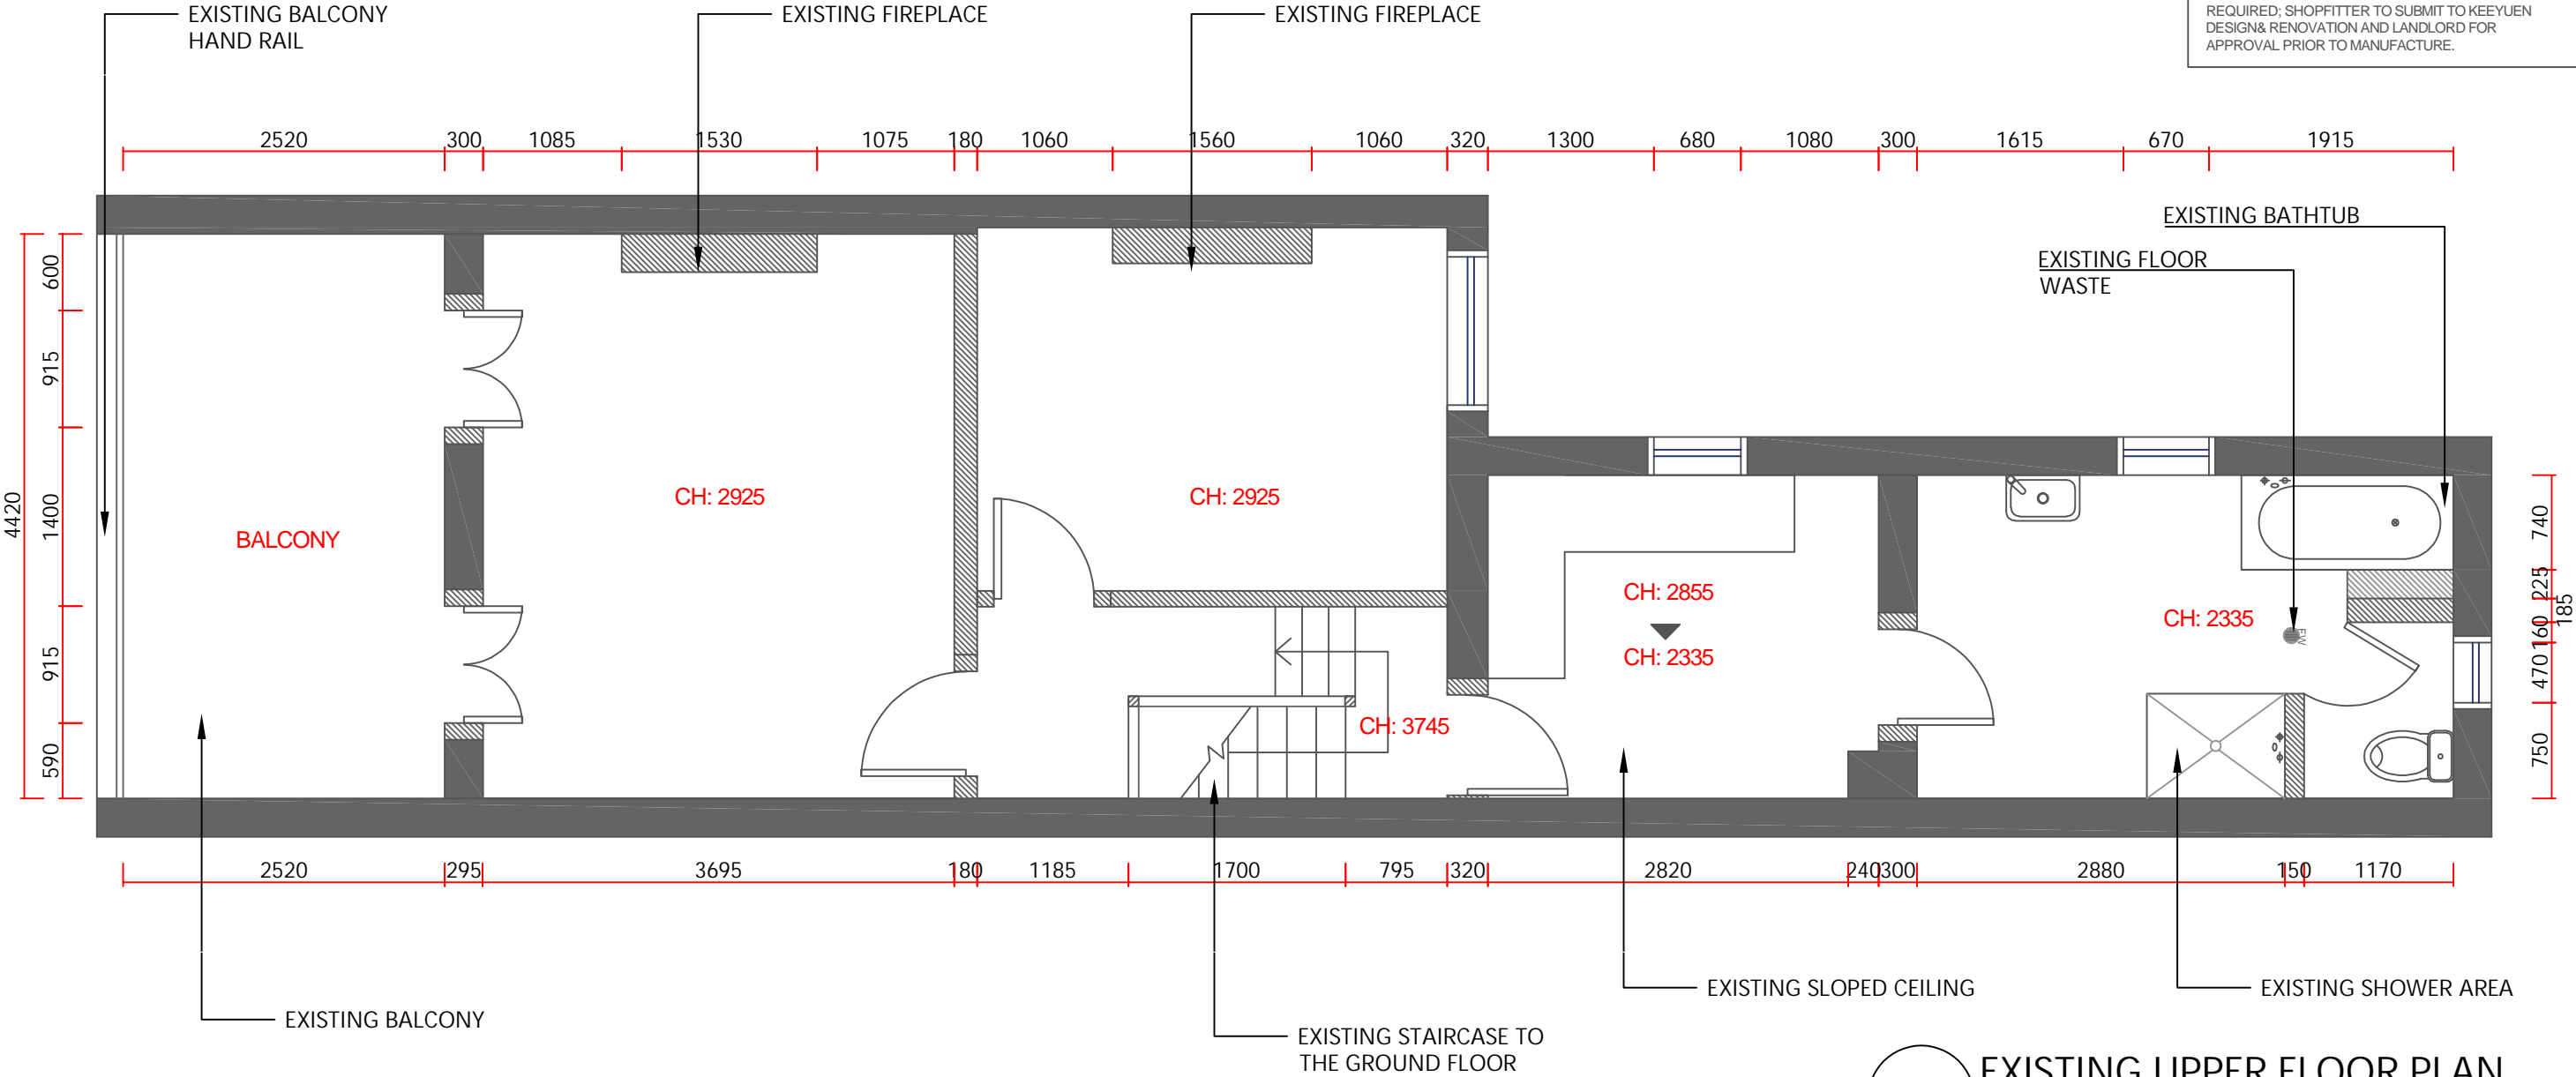 EXISTING BALCONY
HAND RAIL
EXISTING FIREPLACE
EXISTING FIREPLACE
REQUIRED; SHOPFITTER TO SUBMIT TO KEEYUEN
DESIGN& RENOVATION AND LANDLORD FOR
APPROVAL PRIOR TO MANUFACTURE.
2520 300 1085 1530 1075 180 1060 1560 1060 320 1300 680 1080 300 1615 670 1915
EXISTING BATHTUB
EXISTING FLOOR
WASTE
4420
600
915
1400
915
590
BALCONY
CH: 2925
CH: 2925
CH: 2855
CH: 2335
CH: 2335
FW
CH: 3745
740
225
185
160
470
750
2520 295 3695 180 1185 1700 795 320 2820 240 300 2880 150 1170
EXISTING BALCONY
EXISTING STAIRCASE TO
THE GROUND FLOOR
EXISTING SLOPED CEILING
EXISTING SHOWER AREA
EXISTING UPPER FLOOR PLAN